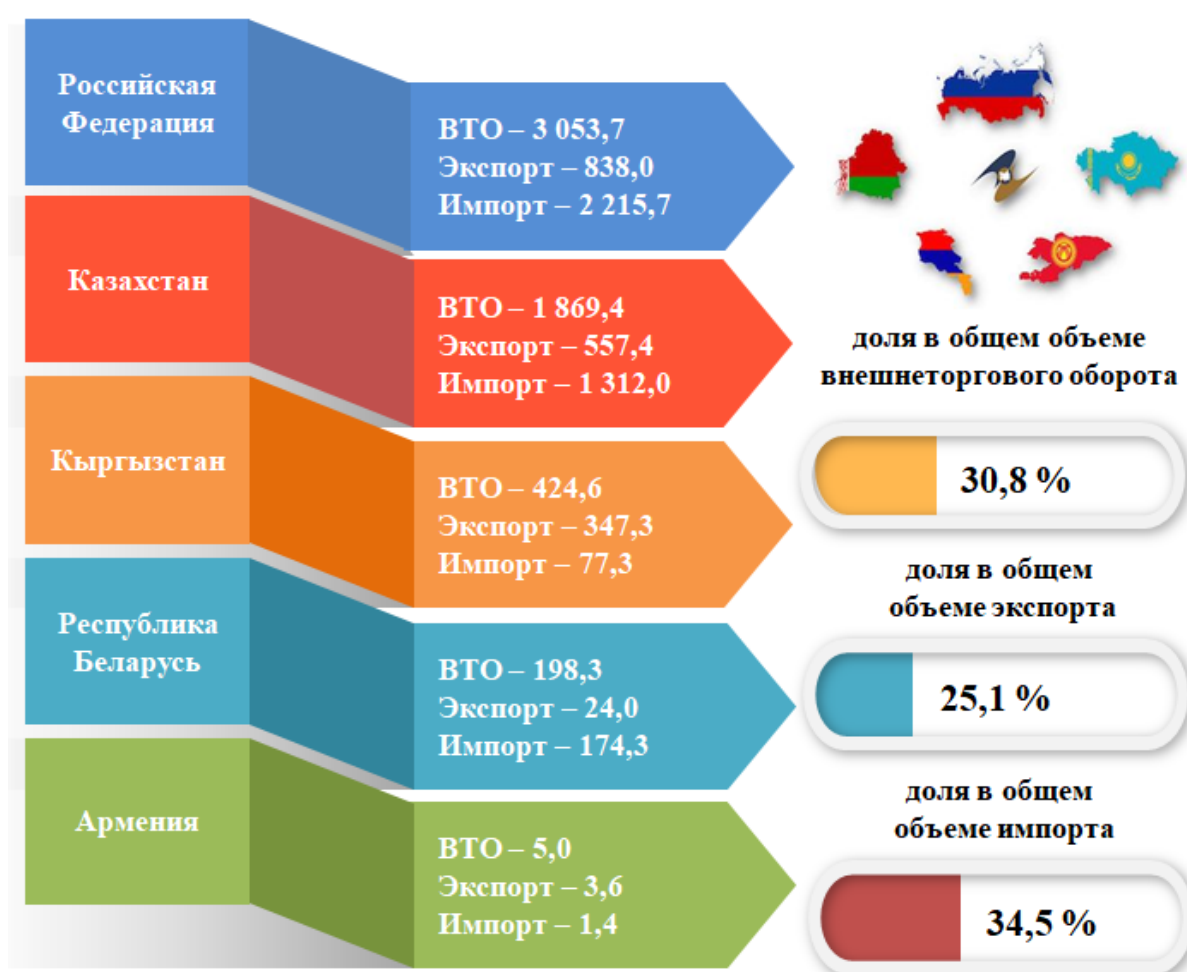 Российская
Федерация
ВТО – 3 053,7
Экспорт – 838,0
Импорт – 2 215,7
Казахстан
ВТО – 1 869,4
Экспорт – 557,4
Импорт – 1 312,0
Кыргызстан
ВТО – 424,6
Экспорт – 347,3
Импорт – 77,3
Республика
Беларусь
ВТО – 198,3
Экспорт – 24,0
Импорт – 174,3
Армения
ВТО – 5,0
Экспорт – 3,6
Импорт – 1,4
доля в общем объеме
внешнеторгового оборота
30,8 %
доля в общем
объеме экспорта
25,1 %
доля в общем
объеме импорта
34,5 %